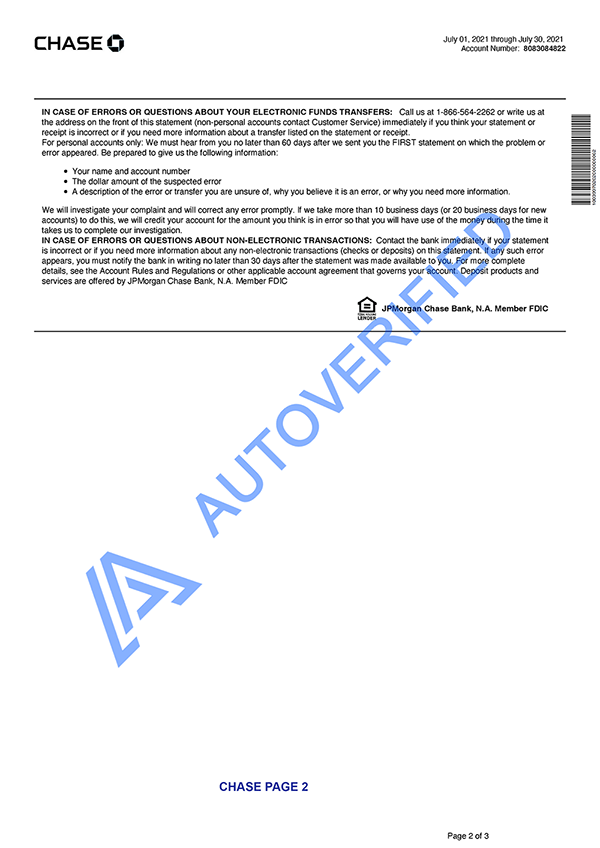 CHASE
July 01, 2021 through July 30, 2021
Account Number: 8083084822
IN CASE OF ERRORS OR QUESTIONS ABOUT YOUR ELECTRONIC FUNDS TRANSFERS: Call us at 1-866-564-2262 or write us at
the address on the front of this statement (non-personal accounts contact Customer Service) immediately if you think your statement or
receipt is incorrect or if you need more information about a transfer listed on the statement or receipt.
For personal accounts only: We must hear from you no later than 60 days after we sent you the FIRST statement on which the problem or
error appeared. Be prepared to give us the following information:
• Your name and account number
• The dollar amount of the suspected error
• A description of the error or transfer you are unsure of, why you believe it is an error, or why you need more information.
We will investigate your complaint and will correct any error promptly. If we take more than 10 business days (or 20 business days for new
accounts) to do this, we will credit your account for the amount you think is in error so that you will have use of the money during the time it
takes us to complete our investigation.
IN CASE OF ERRORS OR QUESTIONS ABOUT NON-ELECTRONIC TRANSACTIONS: Contact the bank immediately if your statement
is incorrect or if you need more information about any non-electronic transactions (checks or deposits) on this statement. If any such error
appears, you must notify the bank in writing no later than 30 days after the statement was made available to you. For more complete
details, see the Account Rules and Regulations or other applicable account agreement that governs your account. Deposit products and
services are offered by JPMorgan Chase Bank, N.A. Member FDIC
LENDER
JPMorgan Chase Bank, N.A. Member FDIC
AUTOVERIFIED
CHASE PAGE 2
Page 2 of 3